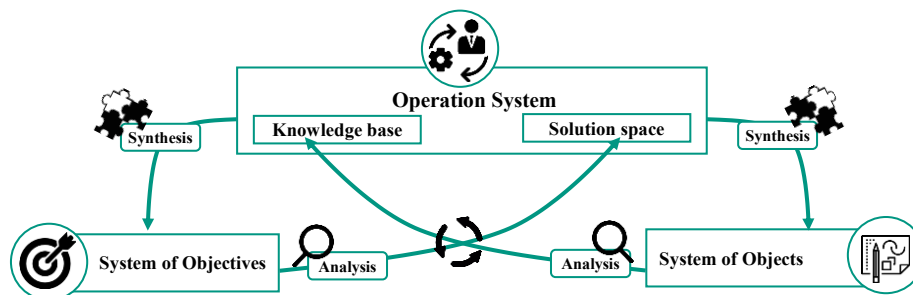 Operation System
Knowledge base
Solution space
Synthesis
Synthesis
System of Objectives
Analysis
Analysis
System of Objects